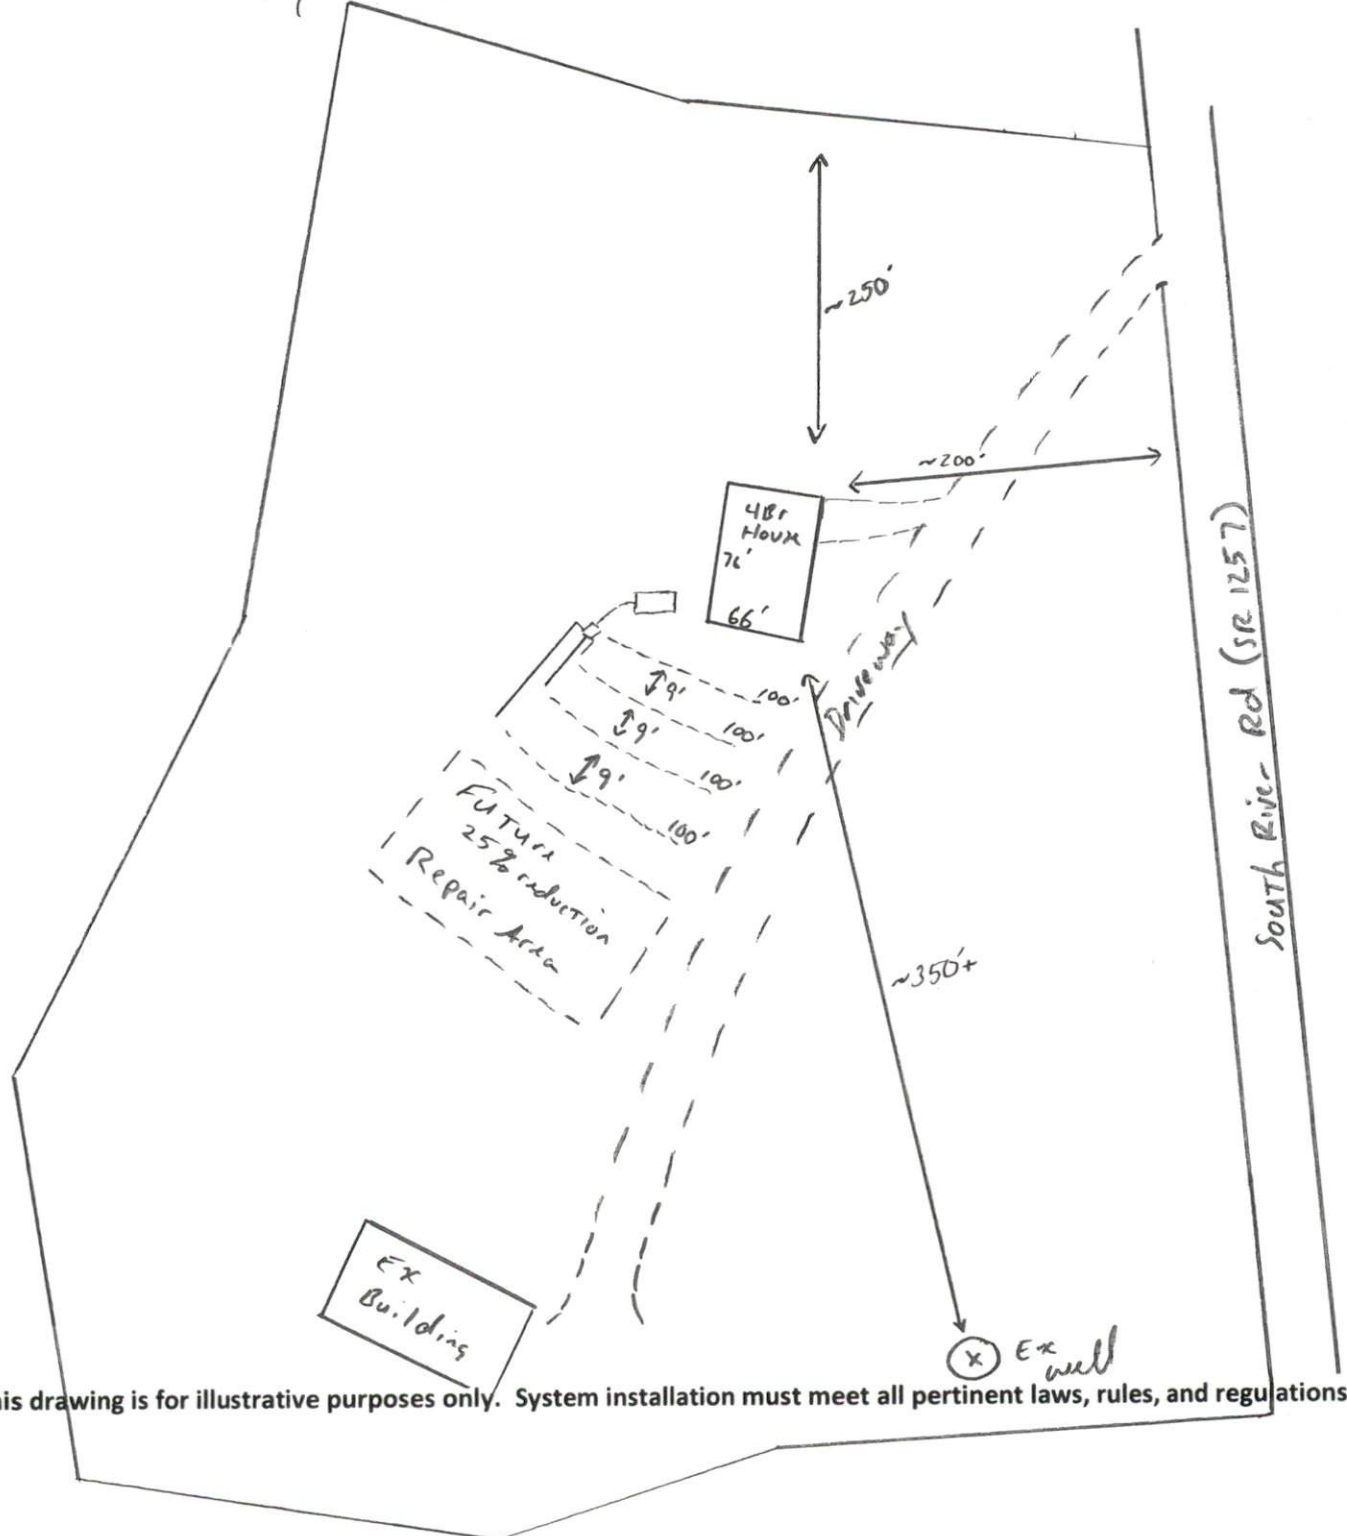 ~250'
~200'
4Br
House
76'
66'
Driveway
9'
100'
9'
100'
9'
100'
100'
Future
25% reduction
Repair Area
South River Rd (SR 1257)
~350'+
Ex
Building
Ex
well
his drawing is for illustrative purposes only. System installation must meet all pertinent laws, rules, and regulations